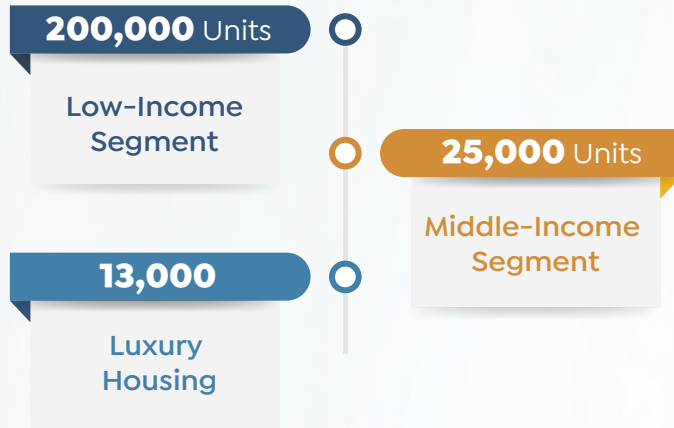 200,000 Units
Low-Income
Segment
25,000 Units
Middle-Income
Segment
13,000
Luxury
Housing